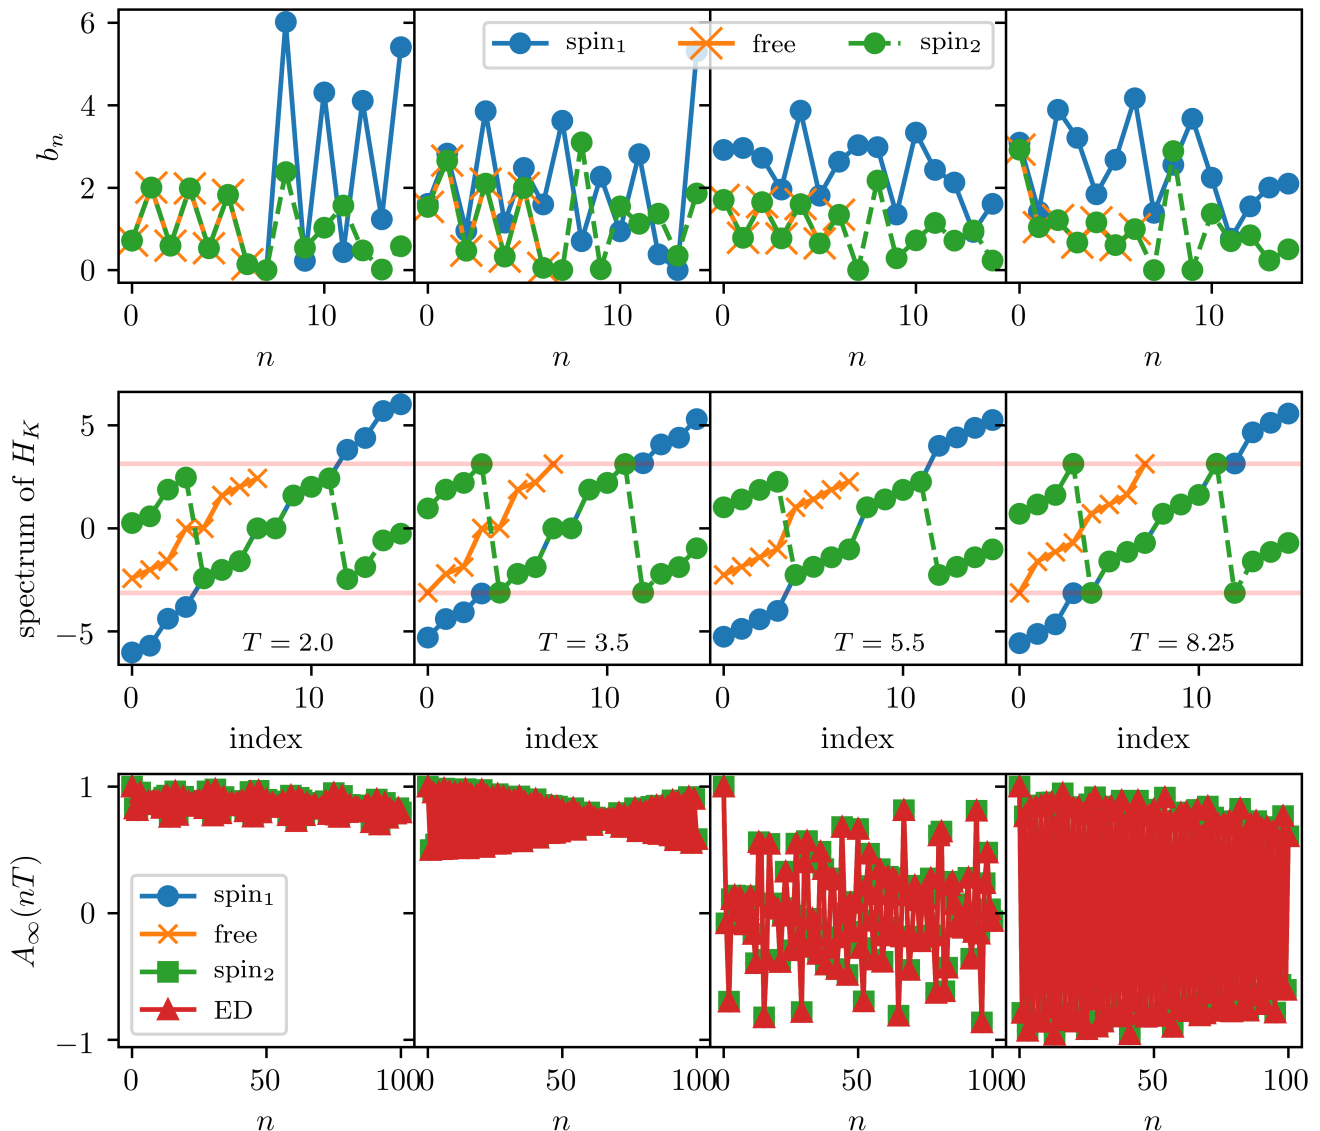 spin₁ free spin₂
6
4
2
0
bₙ
0 10 0 10 0 10 0 10
n n n n
5
0
−5
spectrum of H_K
T = 2.0 T = 3.5 T = 5.5 T = 8.25
0 10 0 10 0 10 0 10
index index index index
1
0
−1
A∞(nT)
spin₁
free
spin₂
ED
0 50 100 0 50 100 0 50 100 0 50 100
n n n n